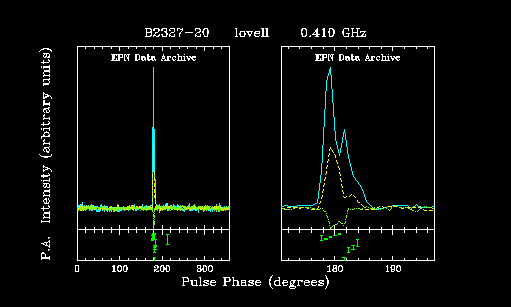 B2327-20 lovell 0.410 GHz
EPN Data Archive EPN Data Archive
P.A. Intensity (arbitrary units)
0 100 200 300 180 190
Pulse Phase (degrees)